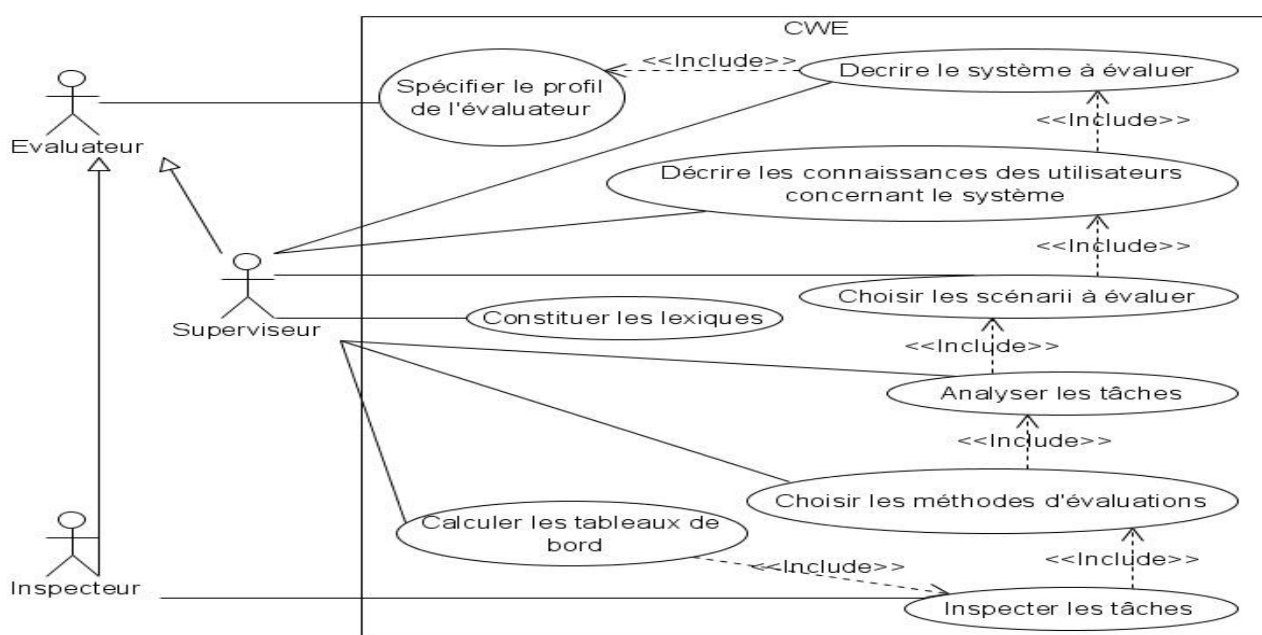 CWE
Spécifier le profil
de l'évaluateur
<<Include>>
Decrire le système à évaluer
Evaluateur
<<Include>>
Décrire les connaissances des utilisateurs
concernant le système
<<Include>>
Choisir les scénarii à évaluer
Superviseur
Constituer les lexiques
<<Include>>
Analyser les tâches
<<Include>>
Choisir les méthodes d'évaluations
Calculer les tableaux de
bord
<<Include>>
<<Include>>
Inspecteur
Inspecter les tâches